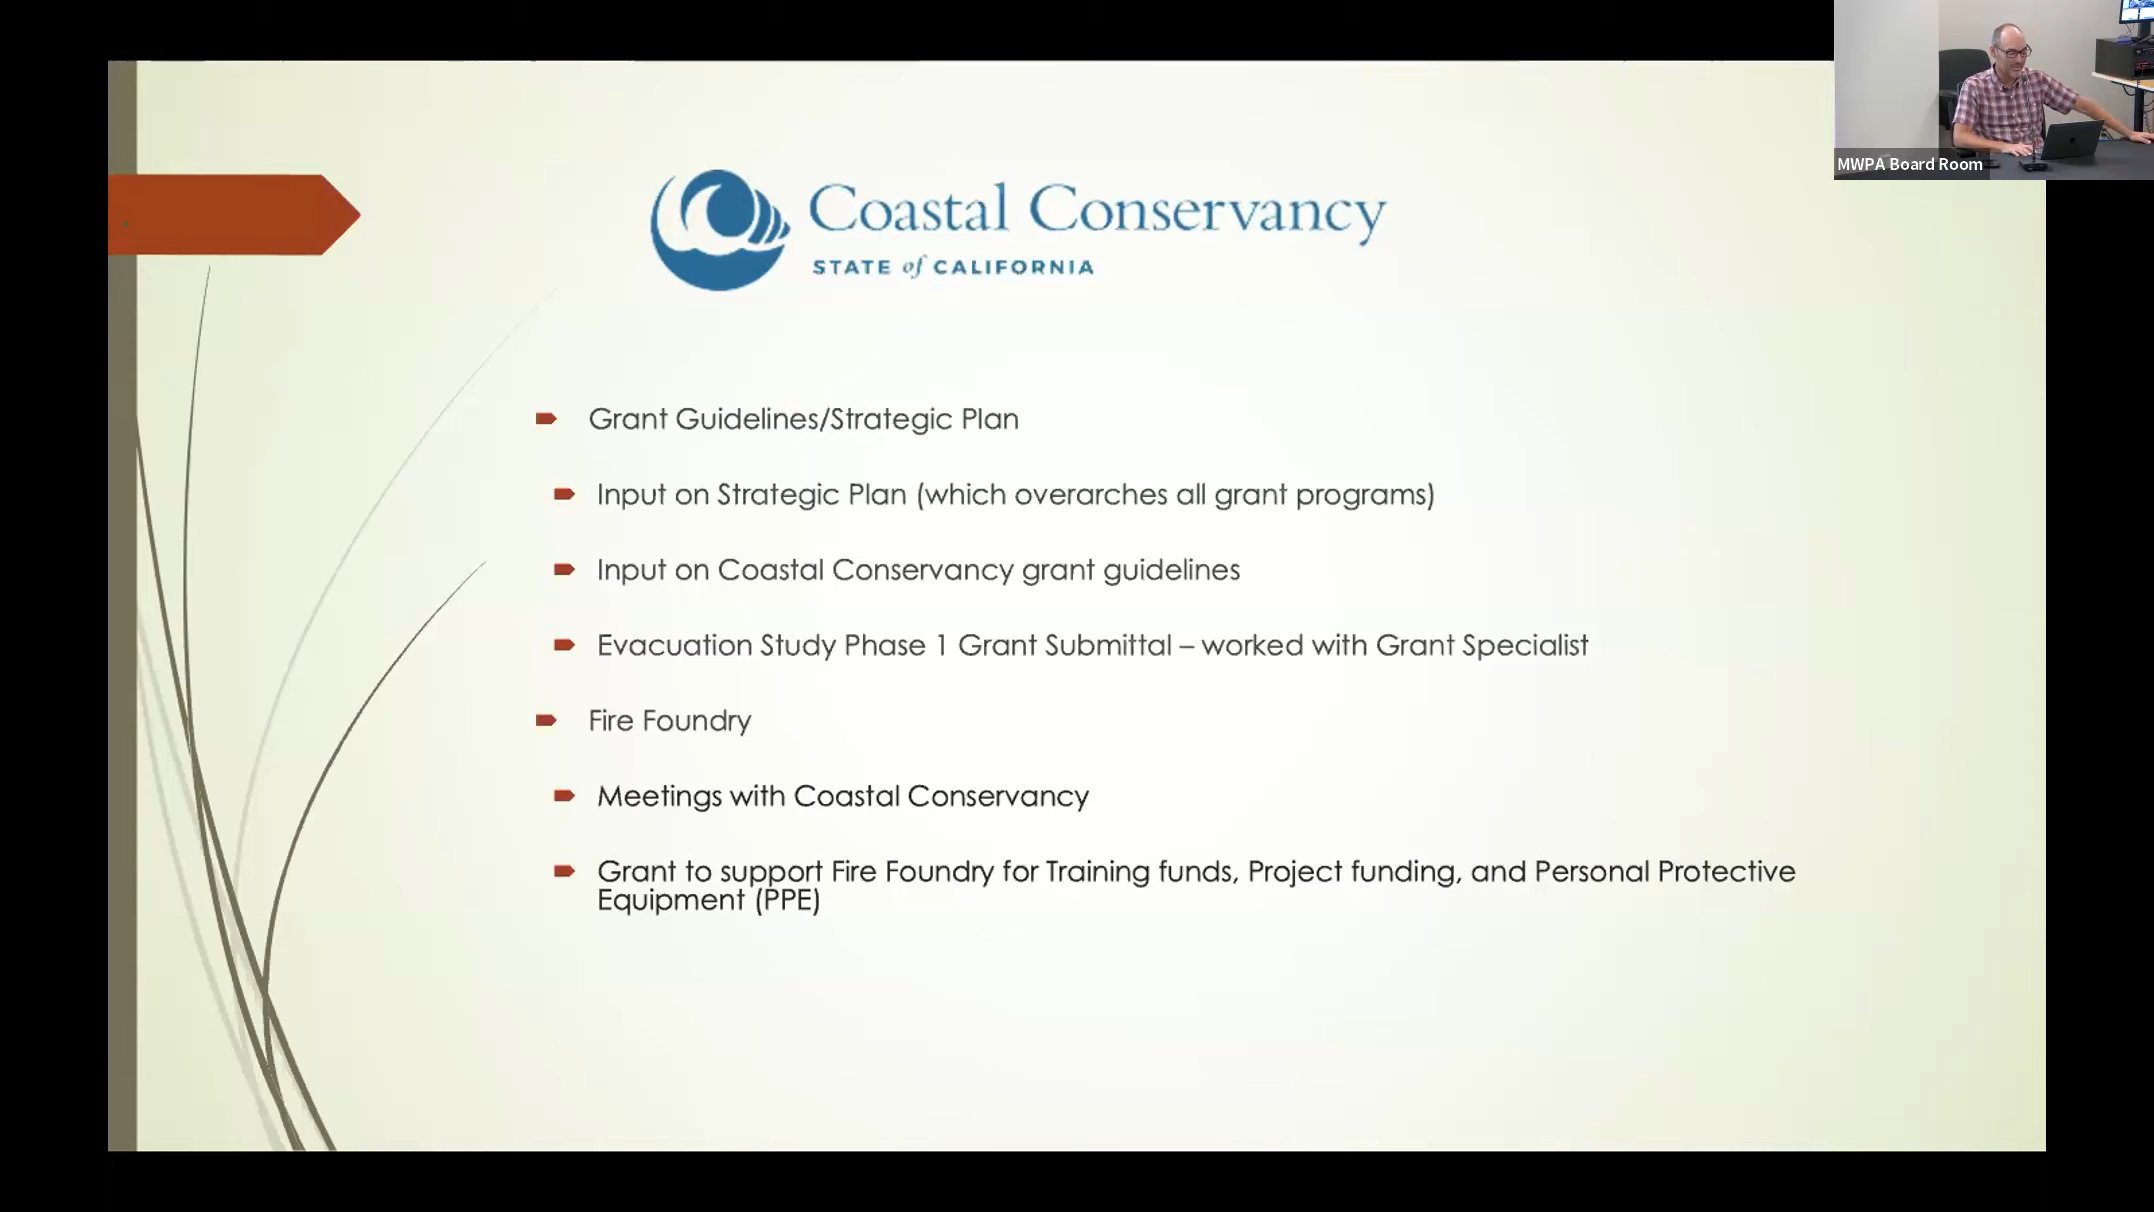 MWPA Board Room
Coastal Conservancy
STATE of CALIFORNIA
Grant Guidelines/Strategic Plan
Input on Strategic Plan (which overarches all grant programs)
Input on Coastal Conservancy grant guidelines
Evacuation Study Phase 1 Grant Submittal – worked with Grant Specialist
Fire Foundry
Meetings with Coastal Conservancy
Grant to support Fire Foundry for Training funds, Project funding, and Personal Protective
Equipment (PPE)